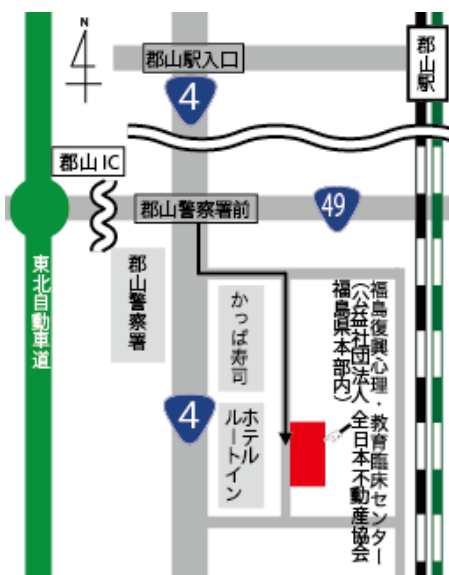 N
郡山駅入口
4
郡山駅
郡山 IC
郡山警察署前
49
東北自動車道
郡山警察署
かっぱ寿司
4
ホテル
ルートイン
福島復興心理・教育臨床センター
（公益社団法人 全日本不動産協会
福島県本部内）